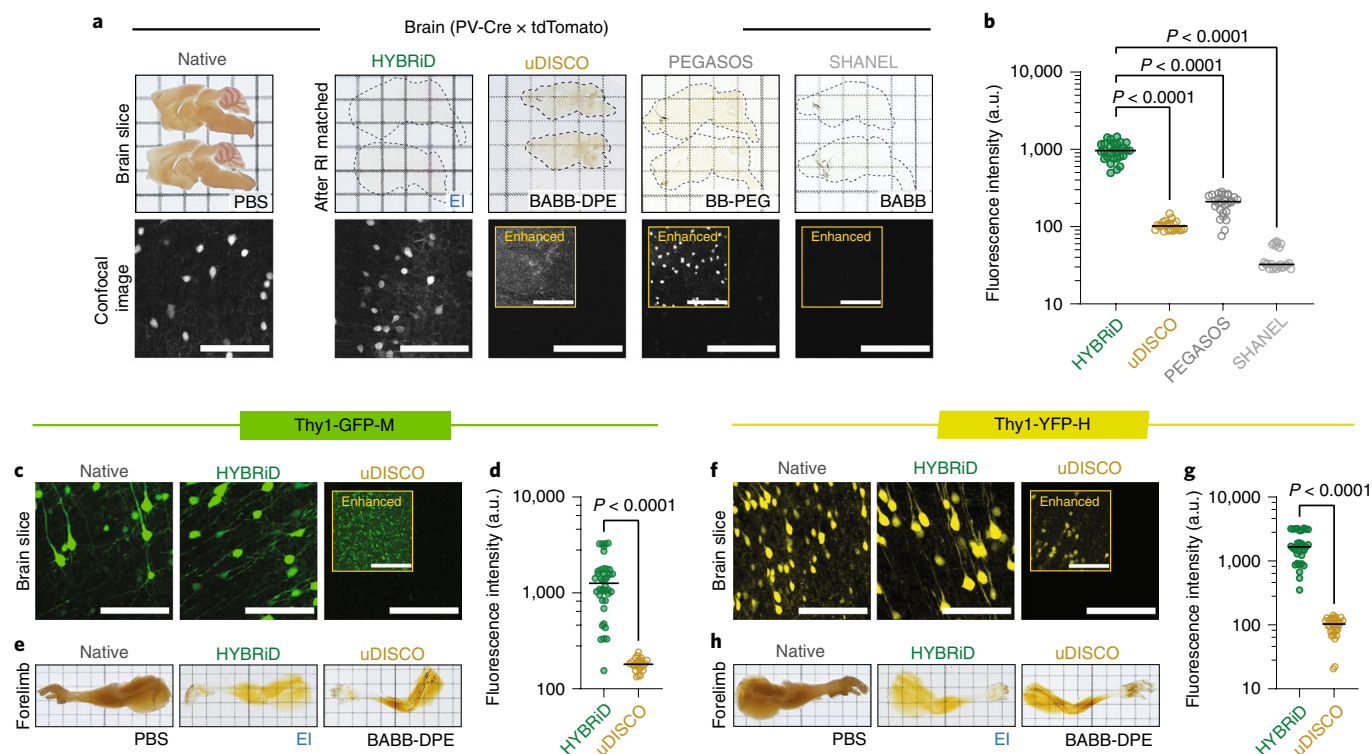 a
Brain (PV-Cre × tdTomato)
Native
HYBRiD
uDISCO
PEGASOS
SHANEL
Brain slice
PBS
After RI matched
EI
BABB-DPE
BB-PEG
BABB
Confocal
image
Enhanced
Enhanced
Enhanced
b
P < 0.0001
P < 0.0001
P < 0.0001
Fluorescence intensity (a.u.)
10,000
1,000
100
10
HYBRiD
uDISCO
PEGASOS
SHANEL
Thy1-GFP-M
c
Native
HYBRiD
uDISCO
Brain slice
Enhanced
d
P < 0.0001
Fluorescence intensity (a.u.)
10,000
1,000
100
HYBRiD
uDISCO
e
Native
HYBRiD
uDISCO
Forelimb
PBS
EI
BABB-DPE
Thy1-YFP-H
f
Native
HYBRiD
uDISCO
Brain slice
Enhanced
g
P < 0.0001
Fluorescence intensity (a.u.)
10,000
1,000
100
10
HYBRiD
uDISCO
h
Native
HYBRiD
uDISCO
Forelimb
PBS
EI
BABB-DPE